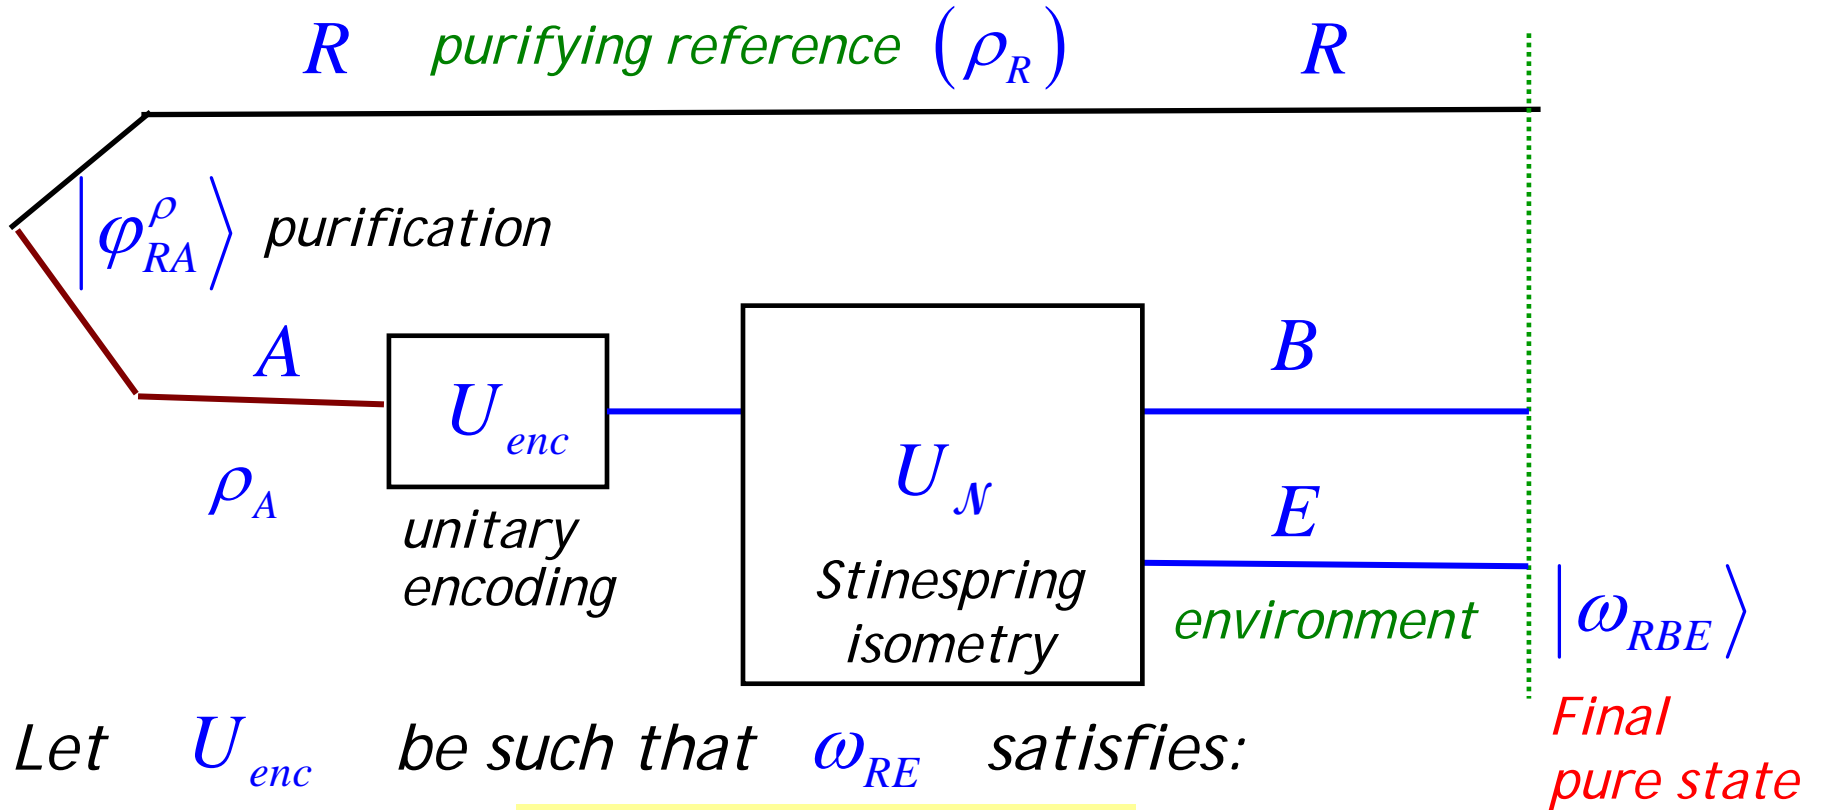 R purifying reference (ρ_R) R
|φ^ρ_RA⟩ purification
A
B
U_enc
U_𝒩
ρ_A
E
unitary
encoding
Stinespring
isometry
environment
|ω_RBE⟩
Let U_enc be such that ω_RE satisfies:
Final
pure state